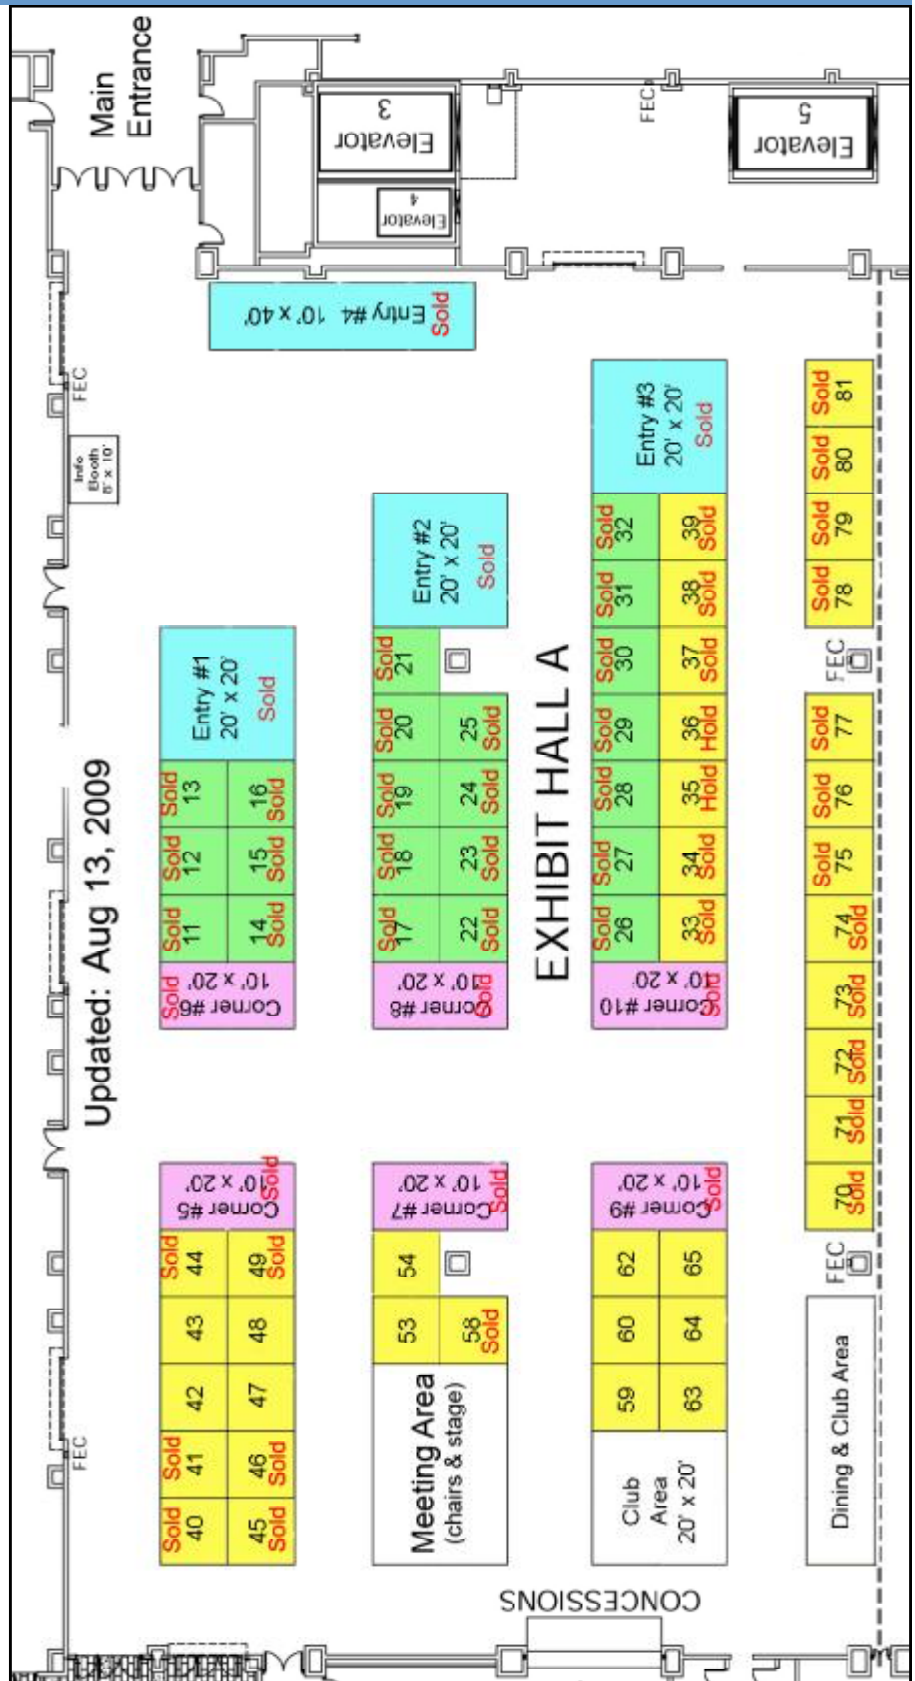 Main
Entrance
Elevator
3
Elevator
4
FEC
Elevator
5
Entry #4 10' x 40'
Sold
FEC
Info
Booth
8' x 10'
Entry #3
20' x 20'
Sold
Sold
81
Sold
80
Sold
79
Sold
78
FEC
Entry #2
20' x 20'
Sold
Sold
32
39
Sold
Sold
31
38
Sold
Sold
30
37
Sold
Sold
29
36
Hold
Sold
28
35
Hold
Sold
27
34
Sold
Sold
26
33
Sold
Entry #1
20' x 20'
Sold
Sold
21
Sold
20
25
Sold
Sold
19
24
Sold
Sold
18
23
Sold
Sold
17
22
Sold
Sold
13
16
Sold
Sold
12
15
Sold
Sold
11
14
Sold
EXHIBIT HALL A
Updated: Aug 13, 2009
Sold
77
Sold
76
Sold
75
74
Sold
73
Sold
72
Sold
71
Sold
70
Sold
Corner #6
10' x 20'
Sold
Corner #8
10' x 20'
Sold
Corner #10
10' x 20'
Sold
Corner #5
10' x 20'
Sold
Corner #7
10' x 20'
Sold
Corner #9
10' x 20'
Sold
FEC
Sold
44
49
Sold
43
48
42
47
Sold
41
46
Sold
Sold
40
45
Sold
54
53
58
Sold
62
65
60
64
59
63
Meeting Area
(chairs & stage)
Club
Area
20' x 20'
Dining & Club Area
FEC
CONCESSIONS